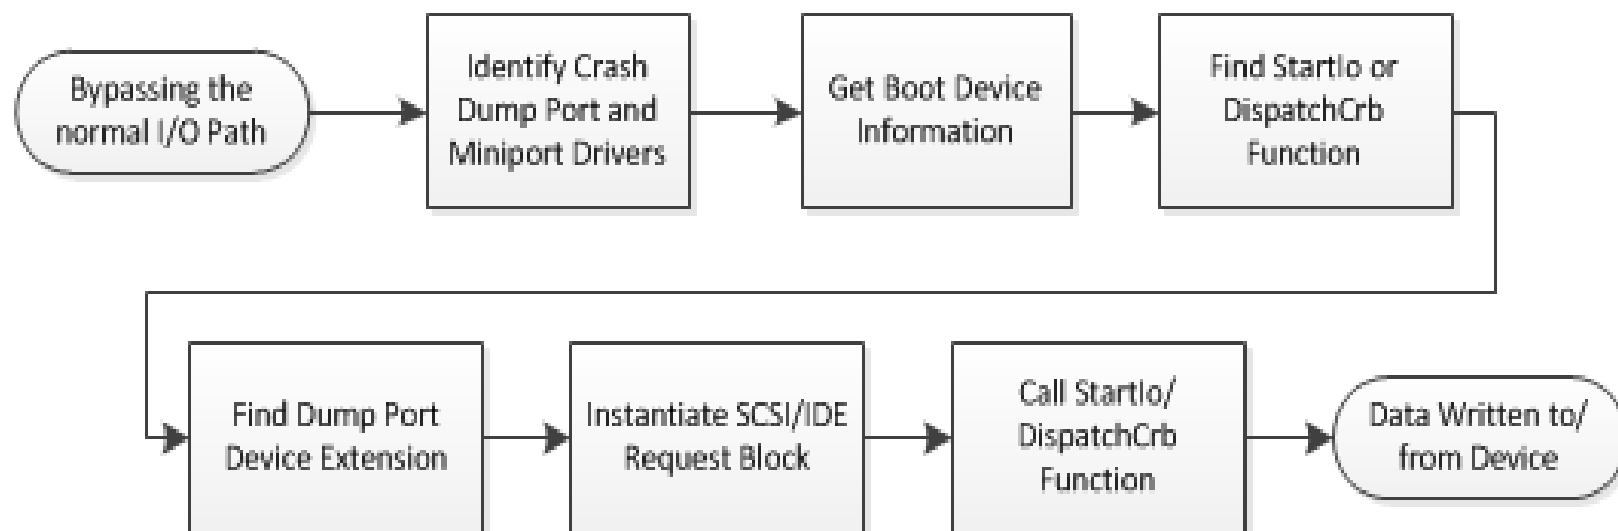 Bypassing the
normal I/O Path
Identify Crash
Dump Port and
Miniport Drivers
Get Boot Device
Information
Find StartIo or
DispatchCrb
Function
Find Dump Port
Device Extension
Instantiate SCSI/IDE
Request Block
Call StartIo/
DispatchCrb
Function
Data Written to/
from Device